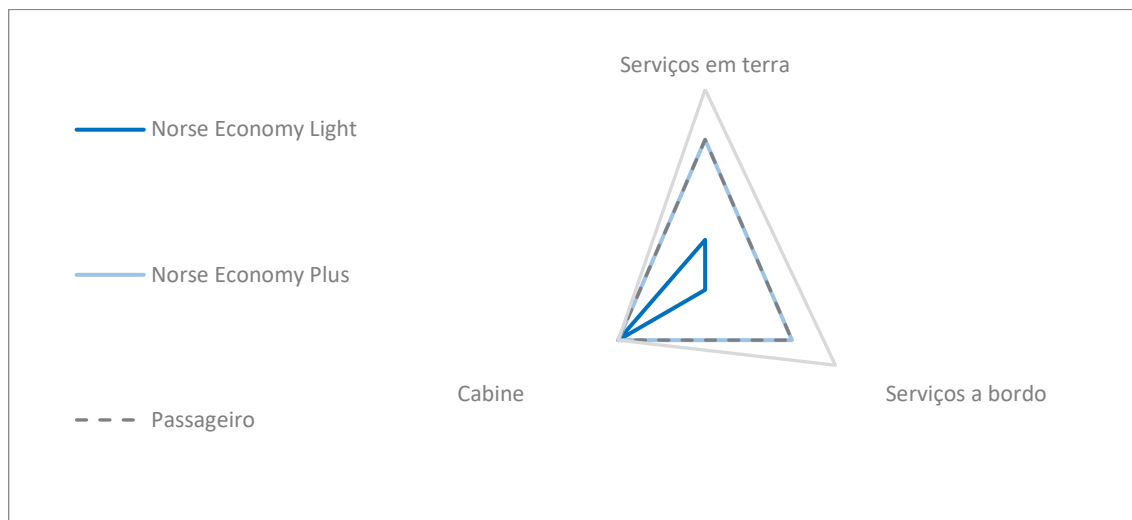 Serviços em terra
Norse Economy Light
Norse Economy Plus
Cabine
Serviços a bordo
Passageiro